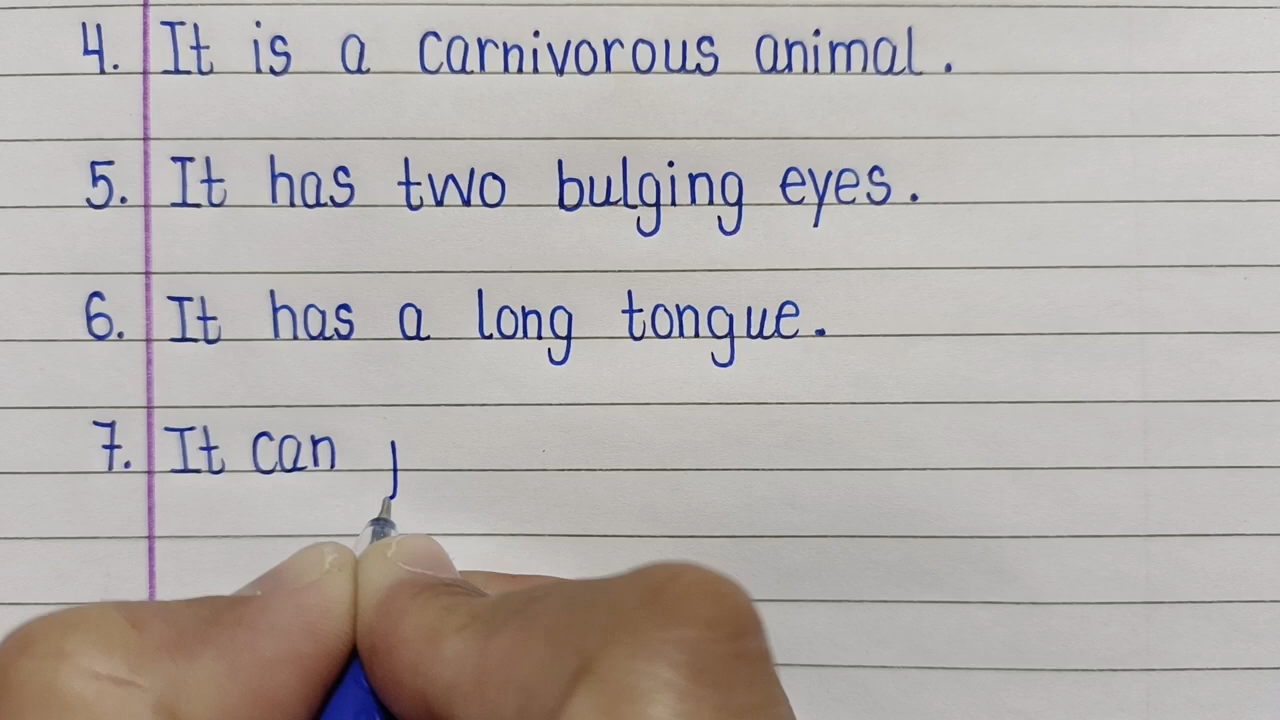 4. It is a carnivorous animal.
5. It has two bulging eyes.
6. It has a long tongue.
7. It can